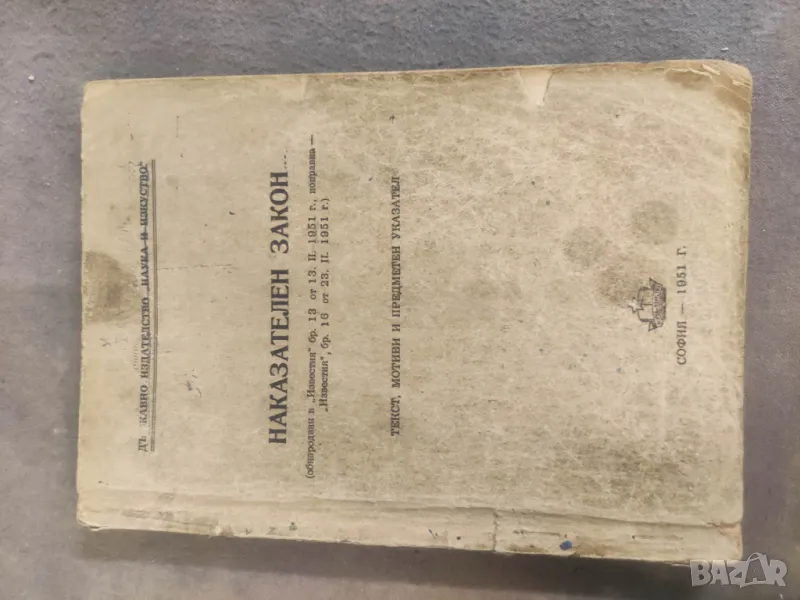 ДЪРЖАВНО ИЗДАТЕЛСТВО „НАУКА И ИЗКУСТВО“
НАКАЗАТЕЛЕН ЗАКОН
(обнародван в „Известия“ бр. 13 от 13. II. 1951 г., поправка —
„Известия“, бр. 16 от 23. II. 1951 г.)
ТЕКСТ, МОТИВИ И ПРЕДМЕТЕН УКАЗАТЕЛ
СОФИЯ — 1951 Г.
BAZAR